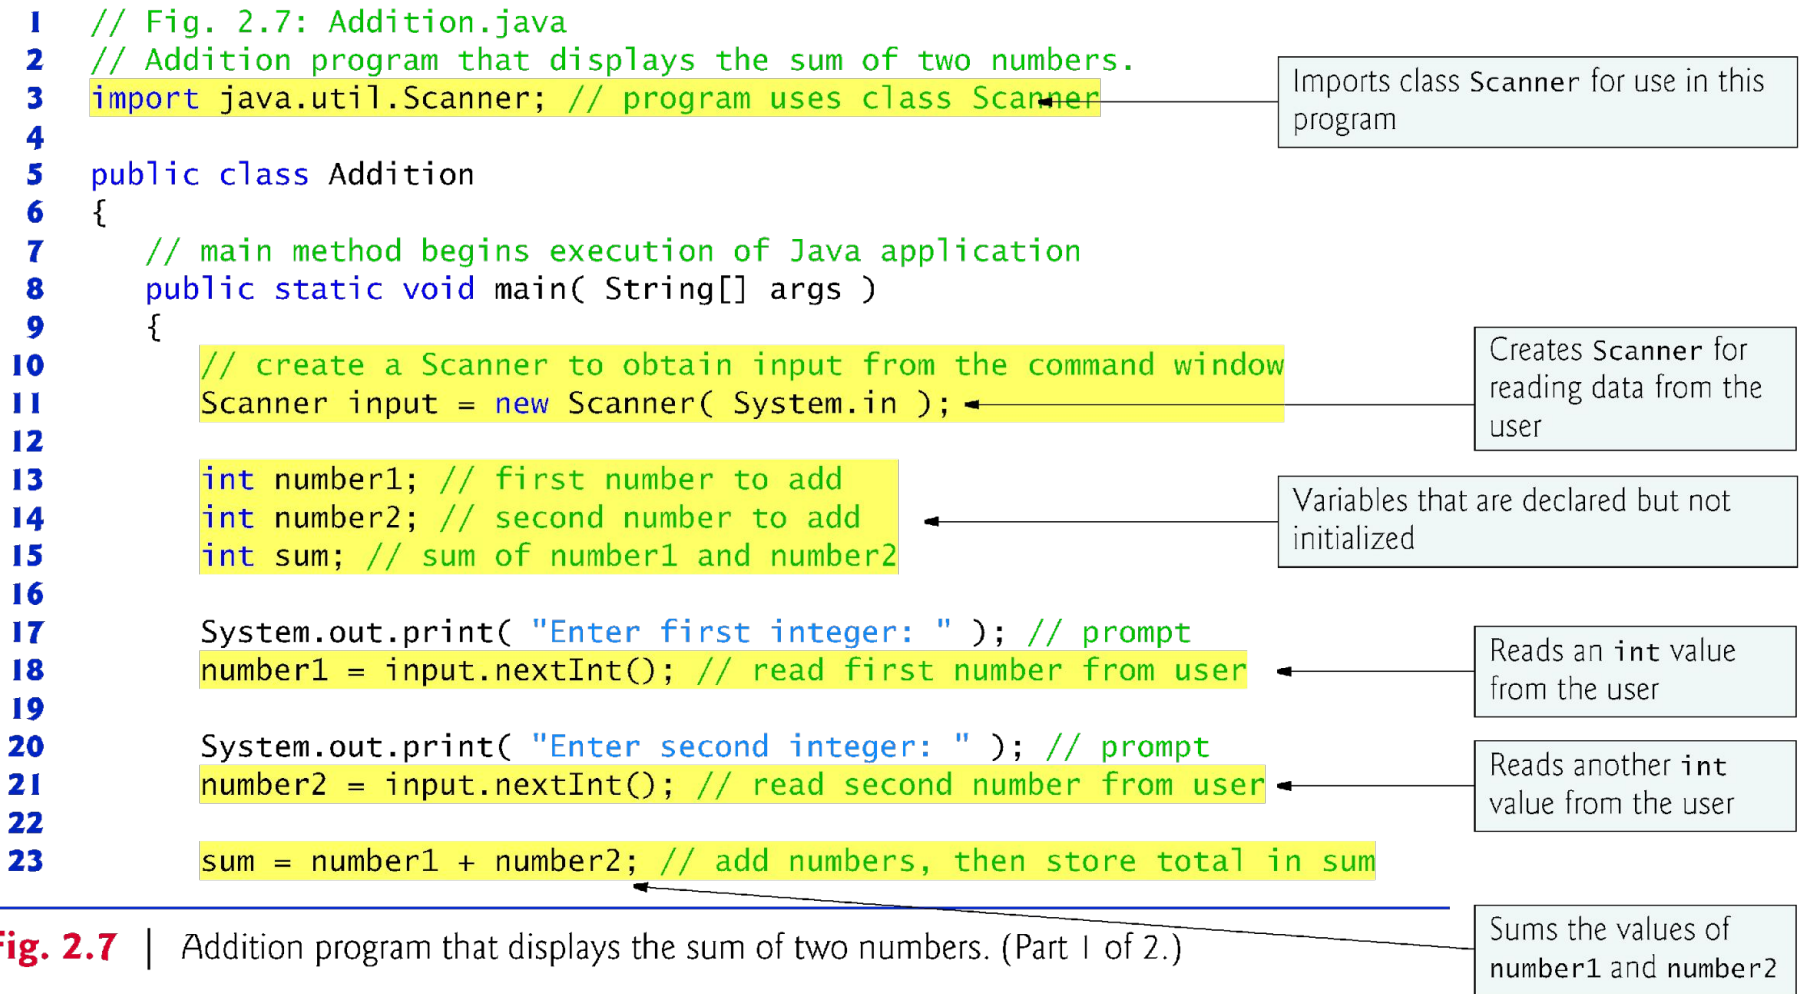 1 // Fig. 2.7: Addition.java
2 // Addition program that displays the sum of two numbers.
3 import java.util.Scanner; // program uses class Scanner
Imports class Scanner for use in this
program
4
5 public class Addition
6 {
7 // main method begins execution of Java application
8 public static void main( String[] args )
9 {
10 // create a Scanner to obtain input from the command window
11 Scanner input = new Scanner( System.in );
Creates Scanner for
reading data from the
user
12
13 int number1; // first number to add
14 int number2; // second number to add
15 int sum; // sum of number1 and number2
Variables that are declared but not
initialized
16
17 System.out.print( "Enter first integer: " ); // prompt
18 number1 = input.nextInt(); // read first number from user
Reads an int value
from the user
19
20 System.out.print( "Enter second integer: " ); // prompt
21 number2 = input.nextInt(); // read second number from user
Reads another int
value from the user
22
23 sum = number1 + number2; // add numbers, then store total in sum
Sums the values of
number1 and number2
Fig. 2.7 | Addition program that displays the sum of two numbers. (Part 1 of 2.)